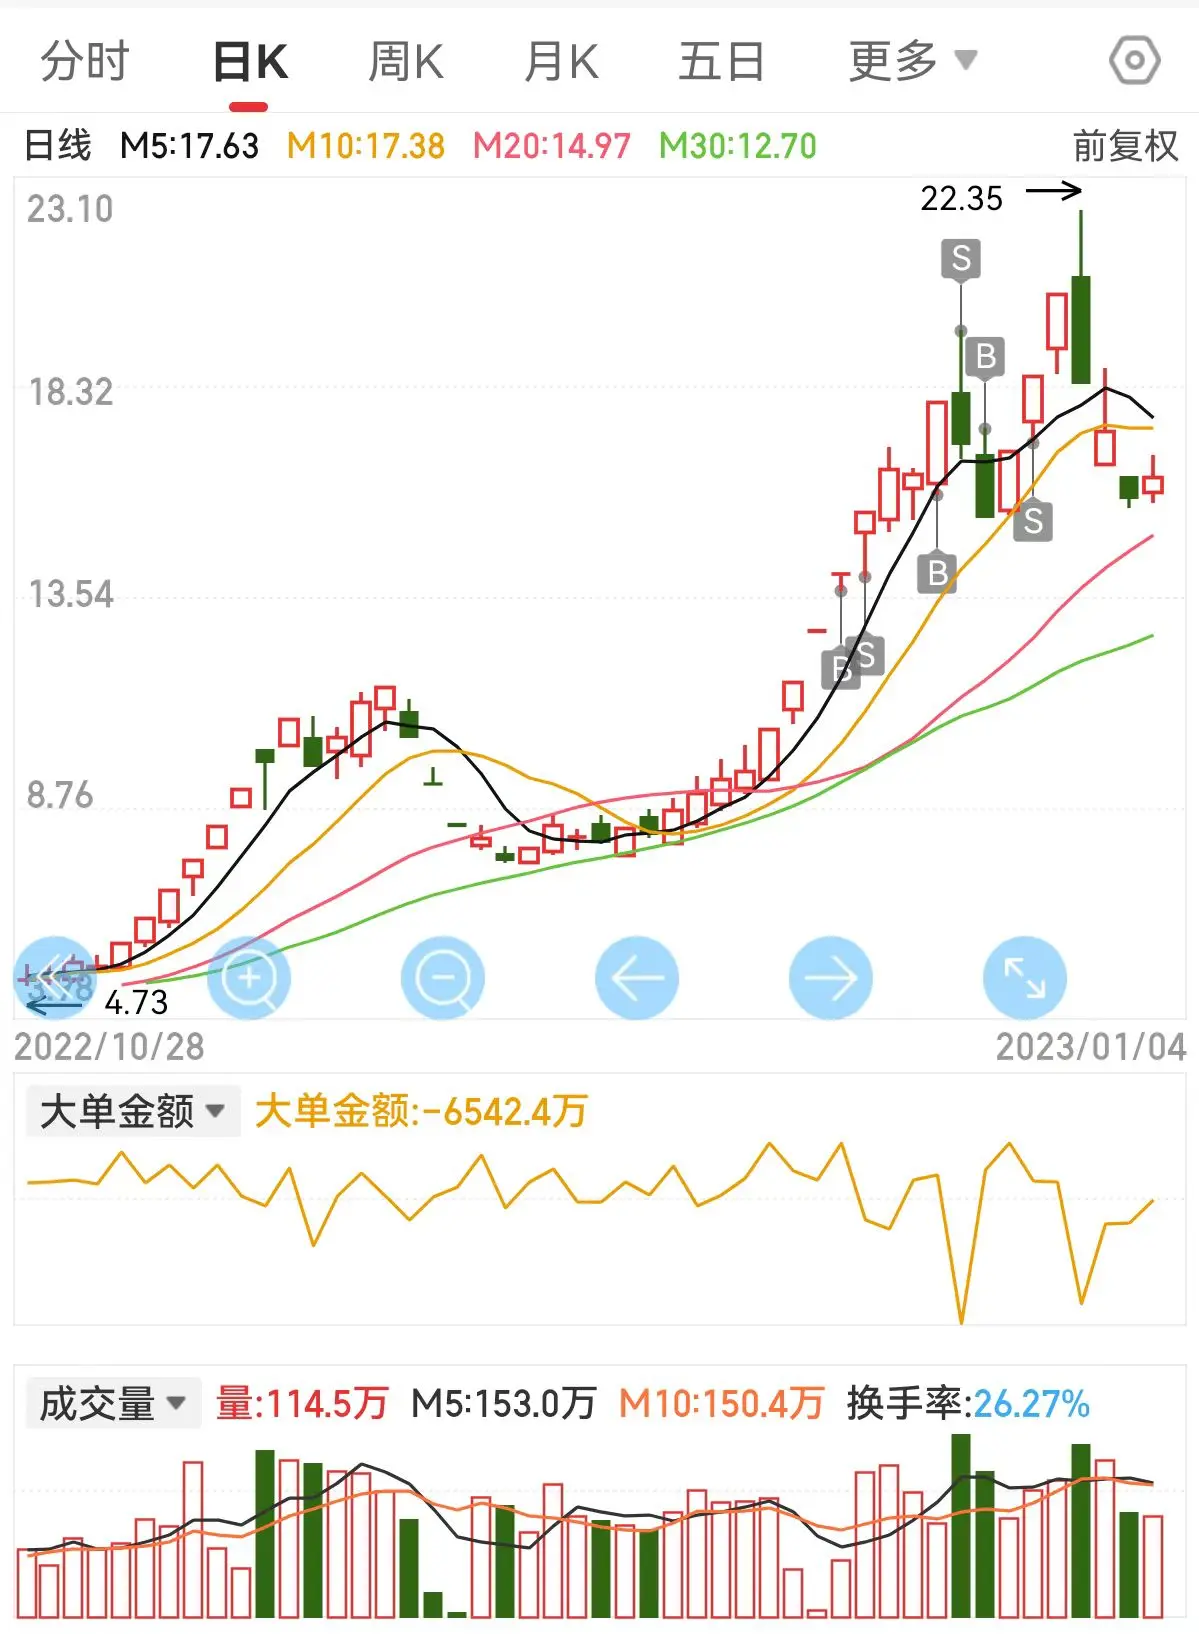 分时 日K 周K 月K 五日 更多
日线 M5:17.63 M10:17.38 M20:14.97 M30:12.70 前复权
23.10
22.35
S
B
18.32
S
13.54
B
B S
8.76
3.78
4.73
2022/10/28 2023/01/04
大单金额 大单金额:-6542.4万
成交量 量:114.5万 M5:153.0万 M10:150.4万 换手率:26.27%